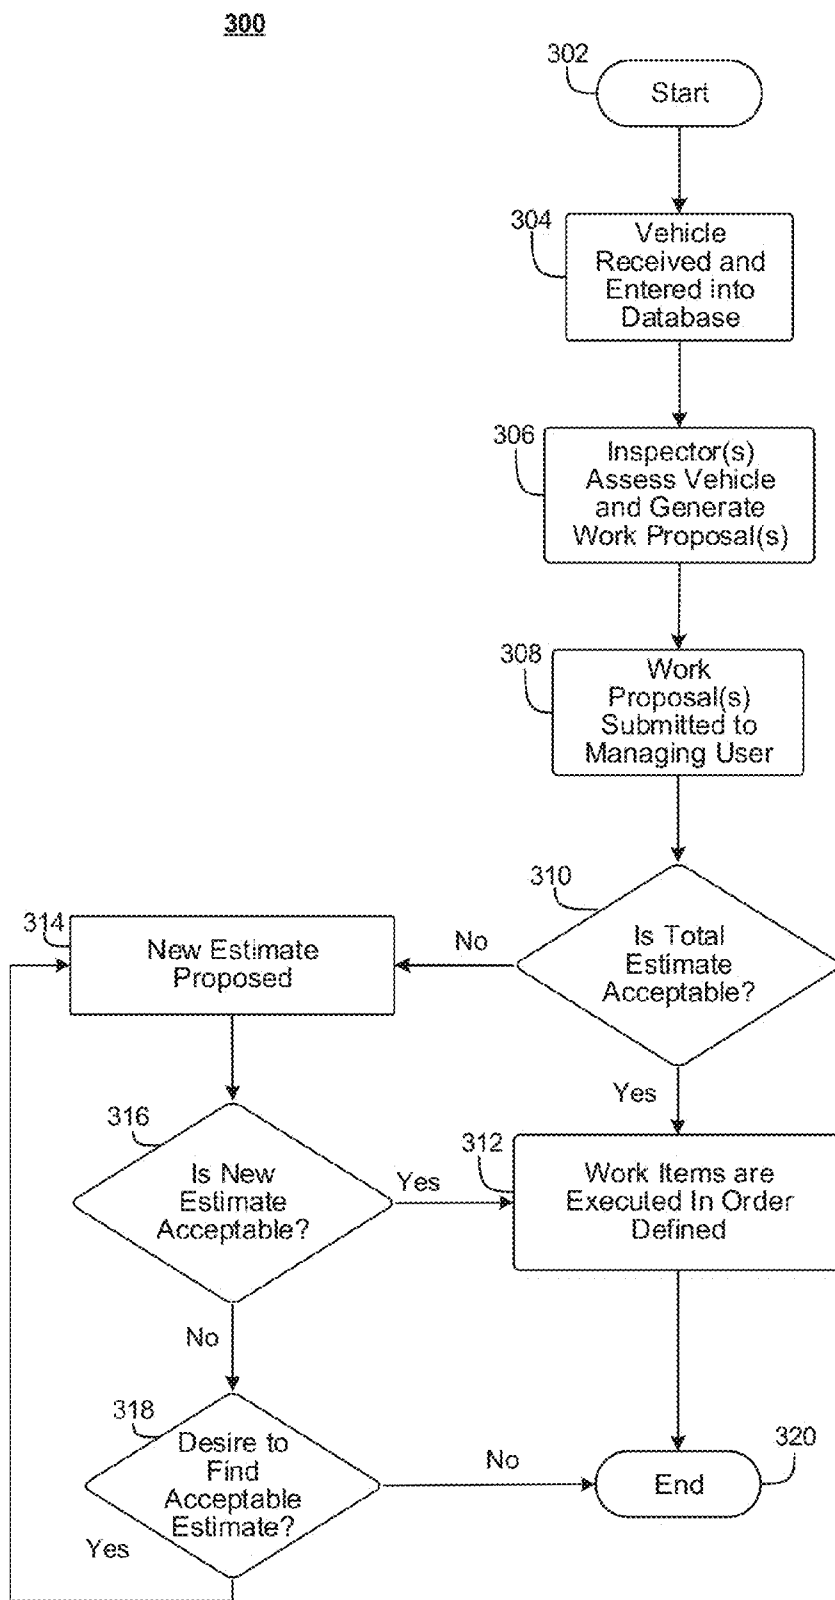 300
302
Start
304
Vehicle
Received and
Entered into
Database
306
Inspector(s)
Assess Vehicle
and Generate
Work Proposal(s)
308
Work
Proposal(s)
Submitted to
Managing User
310
Is Total
Estimate
Acceptable?
No
Yes
314
New Estimate
Proposed
316
Is New
Estimate
Acceptable?
Yes
No
312
Work Items are
Executed In Order
Defined
318
Desire to
Find
Acceptable
Estimate?
No
Yes
End
320